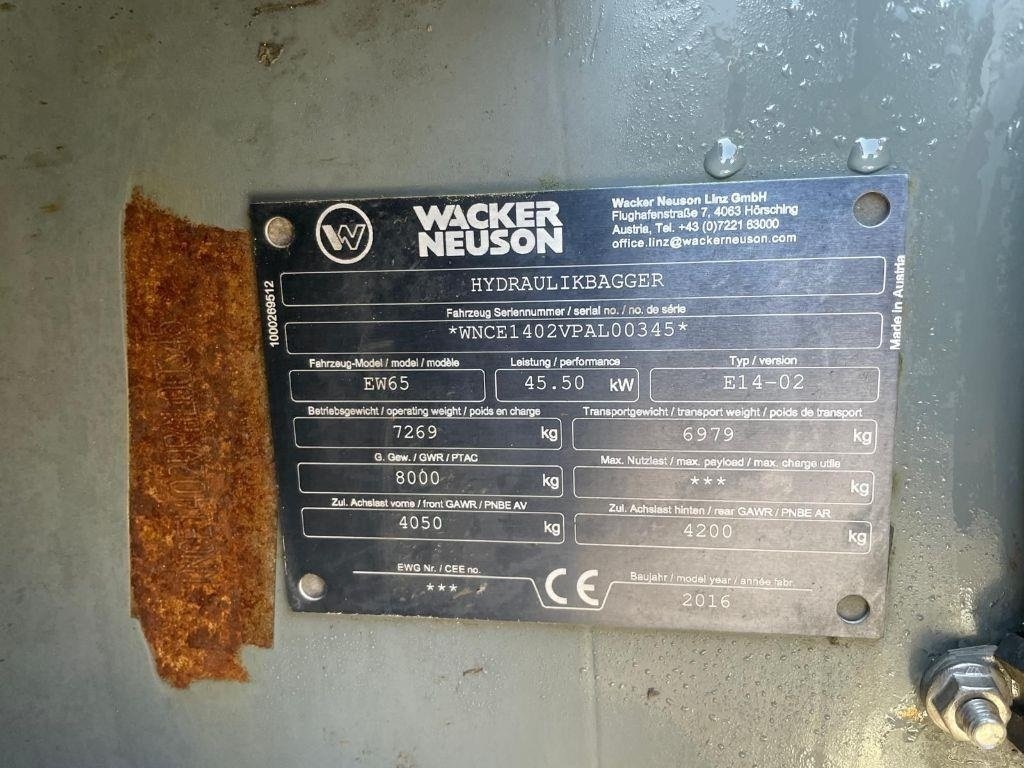 WACKER
NEUSON
Wacker Neuson Linz GmbH
Flughafenstraße 7, 4063 Hörsching
Austria, Tel. +43 (0)7221 63000
office.linz@wackerneuson.com
HYDRAULIKBAGGER
Fahrzeug Seriennummer / serial no. / no. de série
*WNCE1402VPAL00345*
Fahrzeug-Model / model / modèle Leistung / performance Typ / version
EW65 45.50 kW E14-02
Betriebsgewicht / operating weight / poids en charge Transportgewicht / transport weight / poids de transport
7269 kg 6979 kg
G. Gew. / GWR / PTAC Max. Nutzlast / max. payload / max. charge utile
8000 kg *** kg
Zul. Achslast vorne / front GAWR / PNBE AV Zul. Achslast hinten / rear GAWR / PNBE AR
4050 kg 4200 kg
EWG Nr. / CEE no. CE Baujahr / model year / année fabr.
*** 2016
1000269512
Made in Austria